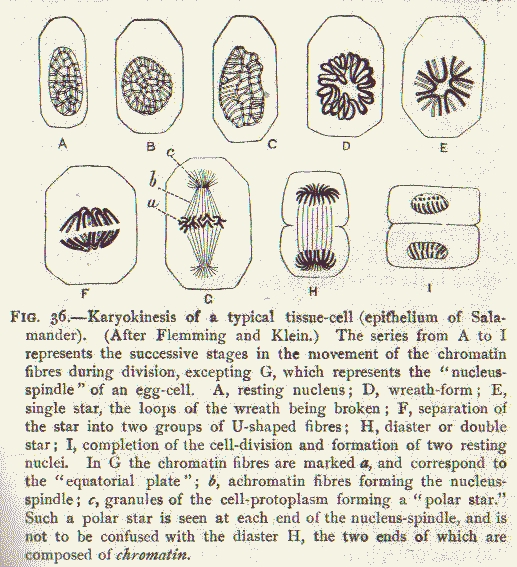 A
B
C
D
E
c
b
a
F
G
H
I
FIG. 36.—Karyokinesis of a typical tissue-cell (epithelium of Sala-
mander). (After Flemming and Klein.) The series from A to I
represents the successive stages in the movement of the chromatin
fibres during division, excepting G, which represents the “nucleus-
spindle” of an egg-cell. A, resting nucleus; D, wreath-form; E,
single star, the loops of the wreath being broken; F, separation of
the star into two groups of U-shaped fibres; H, diaster or double
star; I, completion of the cell-division and formation of two resting
nuclei. In G the chromatin fibres are marked a, and correspond to
the “equatorial plate”; b, achromatin fibres forming the nucleus-
spindle; c, granules of the cell-protoplasm forming a “polar star.”
Such a polar star is seen at each end of the nucleus-spindle, and is
not to be confused with the diaster H, the two ends of which are
composed of chromatin.